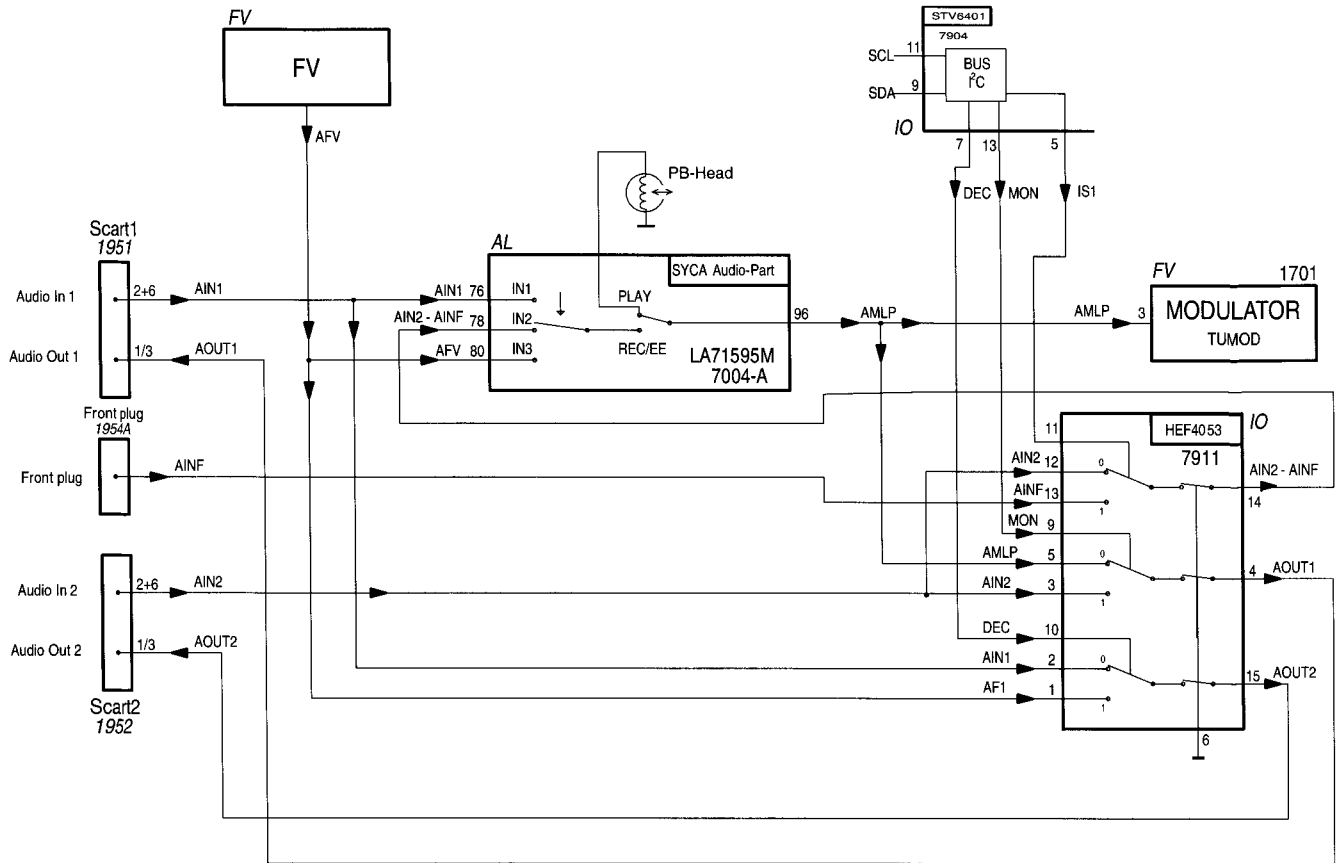 FV
FV
AFV
STV6401
7904
SCL
11
SDA
9
BUS
I²C
IO
7
13
5
DEC
MON
IS1
PB-Head
Scart1
1951
Audio In 1
2+6
AIN1
Audio Out 1
1/3
AOUT1
AL
SYCA Audio-Part
AIN1
76
IN1
AIN2 - AINF
78
IN2
AFV
80
IN3
PLAY
REC/EE
LA71595M
7004-A
96
AMLP
AMLP
3
FV
1701
MODULATOR
TUMOD
Front plug
1954A
Front plug
AINF
IO
HEF4053
7911
11
AIN2
12
0
AINF
13
1
AIN2 - AINF
14
MON
9
AMLP
5
0
AIN2
3
1
4
AOUT1
DEC
10
AIN1
2
0
AF1
1
1
15
AOUT2
6
Audio In 2
2+6
AIN2
Audio Out 2
1/3
AOUT2
Scart2
1952